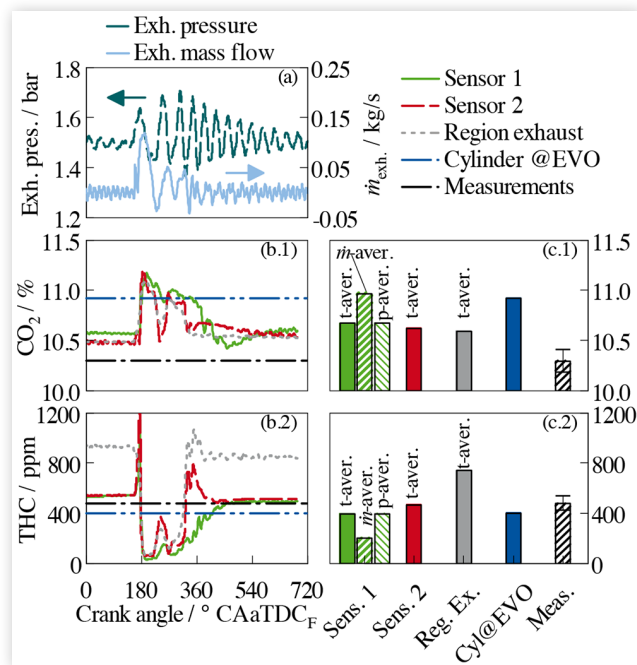 Exh. pressure
Exh. mass flow
Sensor 1
Sensor 2
Region exhaust
Cylinder @EVO
Measurements
(a)
Exh. pres. / bar
1.8
1.6
1.4
1.2
0.25
0.15
0.05
-0.05
ṁexh. / kg/s
(b.1)
CO2 / %
11.5
11.0
10.5
10.0
(c.1)
ṁ-aver.
t-aver.
p-aver.
t-aver.
t-aver.
11.5
11.0
10.5
10.0
(b.2)
THC / ppm
1200
800
400
0
(c.2)
t-aver.
ṁ-aver.
p-aver.
t-aver.
t-aver.
1200
800
400
0
0 180 360 540 720
Crank angle / ° CAaTDCF
Sens. 1
Sens. 2
Reg. Ex.
Cyl@EVO
Meas.